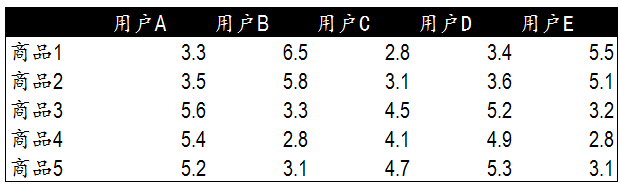 用户A 用户B 用户C 用户D 用户E
商品1 3.3 6.5 2.8 3.4 5.5
商品2 3.5 5.8 3.1 3.6 5.1
商品3 5.6 3.3 4.5 5.2 3.2
商品4 5.4 2.8 4.1 4.9 2.8
商品5 5.2 3.1 4.7 5.3 3.1